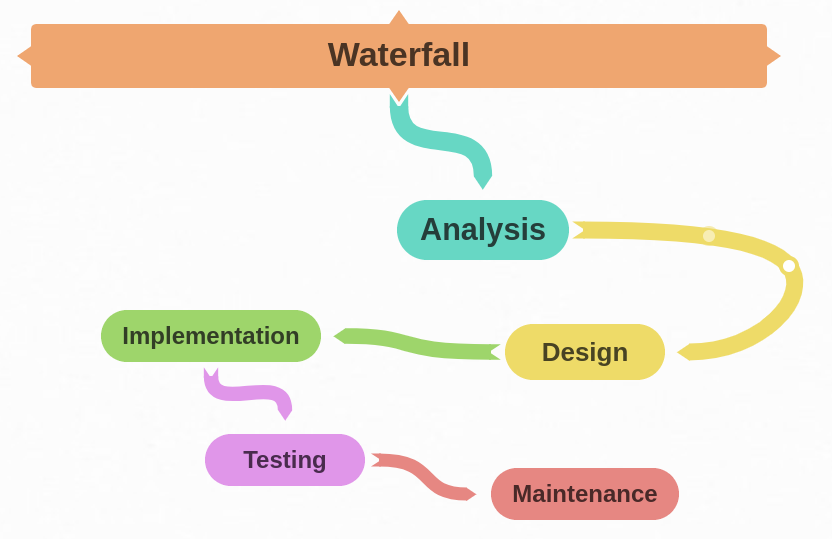 Waterfall
Analysis
Design
Implementation
Testing
Maintenance